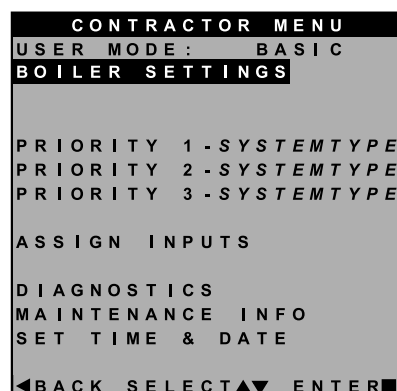 CONTRACTOR MENU
USER MODE: BASIC
BOILER SETTINGS
PRIORITY 1-SYSTEMTYPE
PRIORITY 2-SYSTEMTYPE
PRIORITY 3-SYSTEMTYPE
ASSIGN INPUTS
DIAGNOSTICS
MAINTENANCE INFO
SET TIME & DATE
◀BACK SELECT▲▼ ENTER■